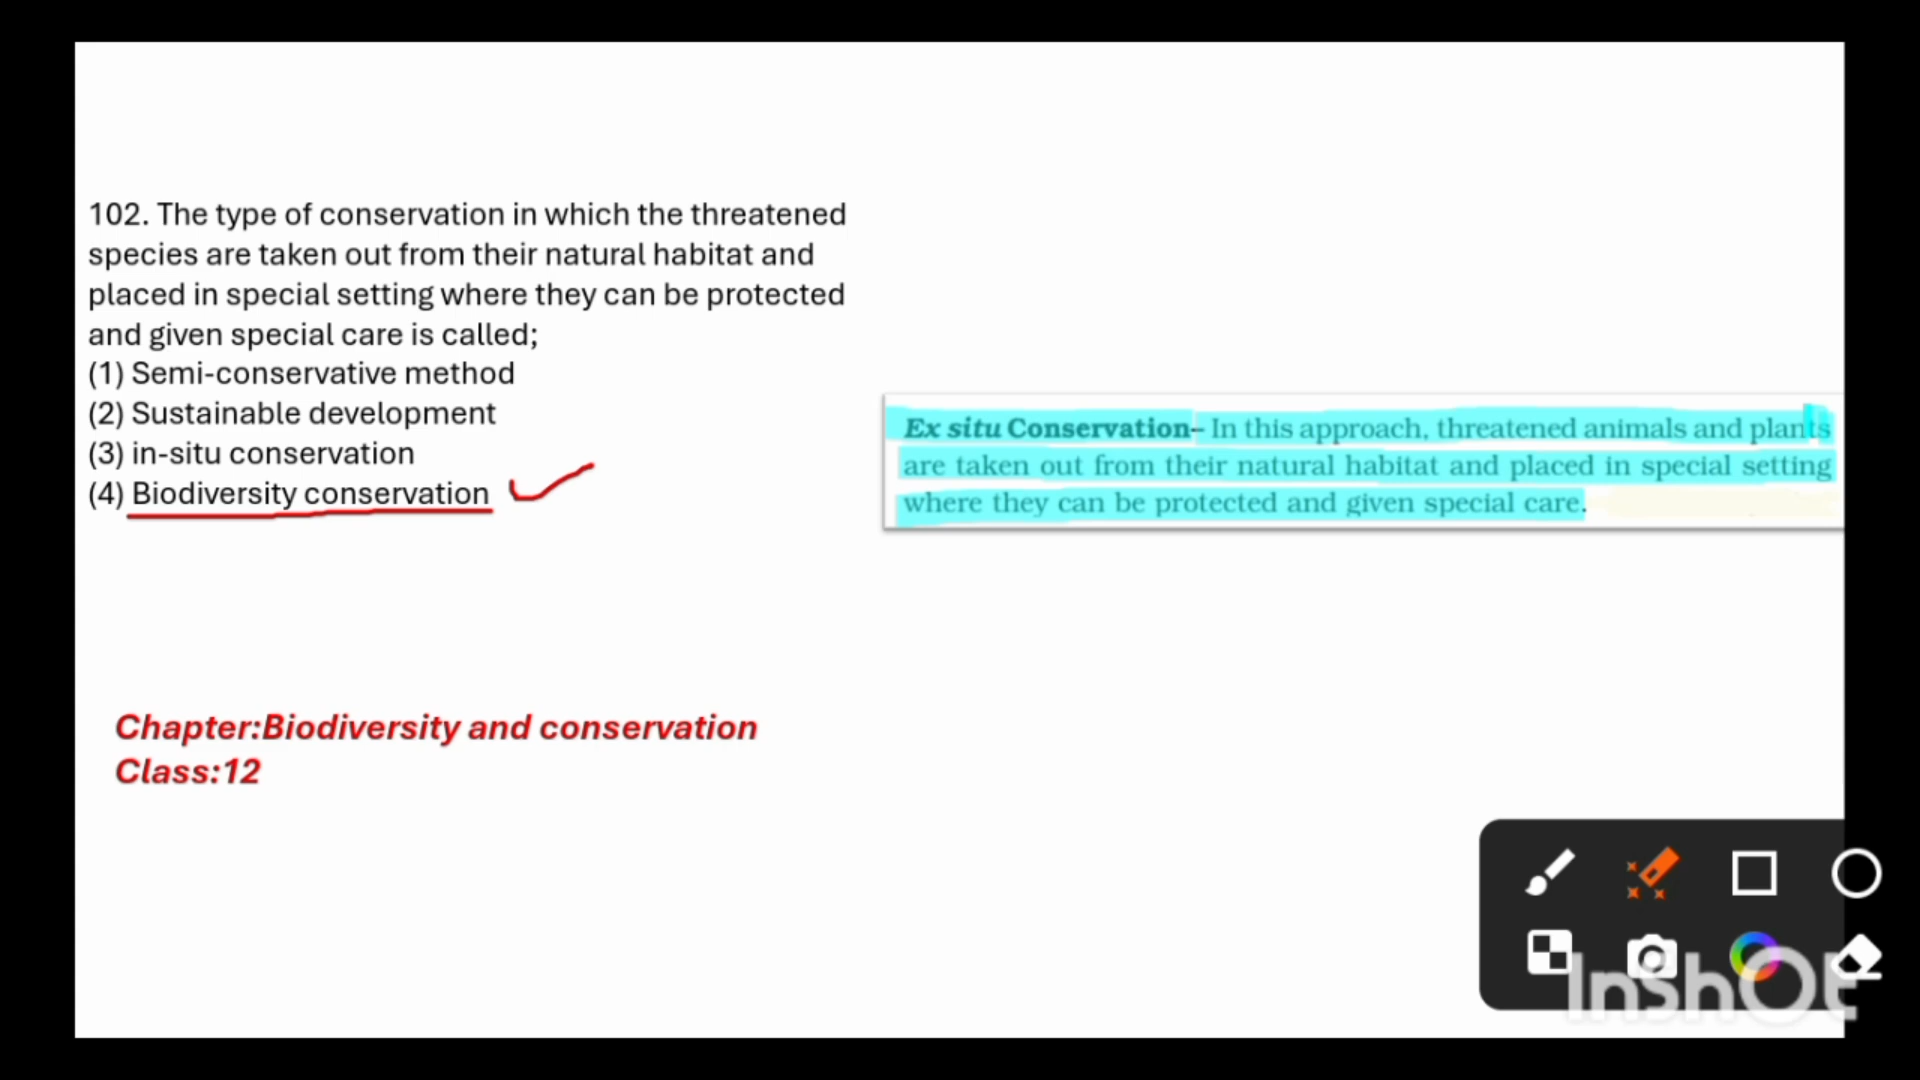 102. The type of conservation in which the threatened
species are taken out from their natural habitat and
placed in special setting where they can be protected
and given special care is called;
(1) Semi-conservative method
(2) Sustainable development
(3) in-situ conservation
(4) Biodiversity conservation
Ex situ Conservation– In this approach, threatened animals and plants
are taken out from their natural habitat and placed in special setting
where they can be protected and given special care.
Chapter:Biodiversity and conservation
Class:12
InShOt